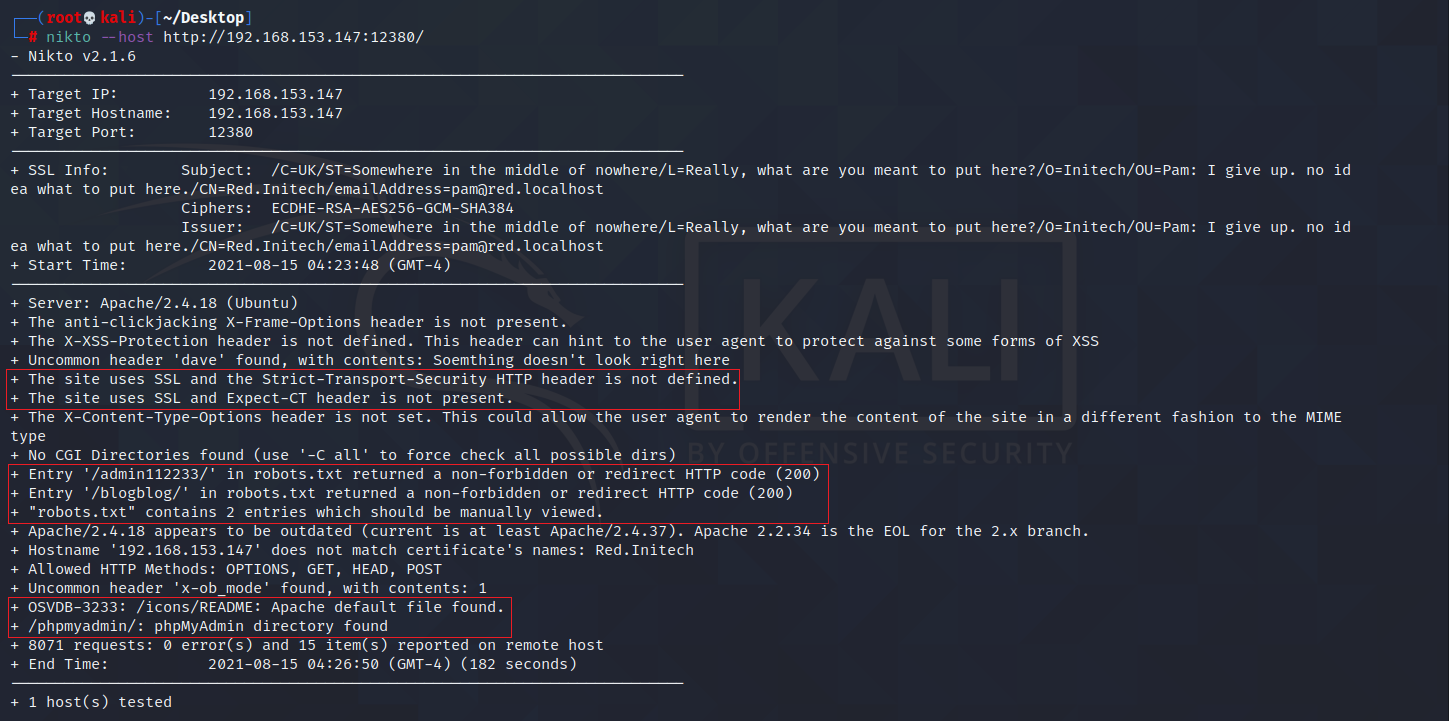 ┌──(root💀kali)-[~/Desktop]
└─# nikto --host http://192.168.153.147:12380/
- Nikto v2.1.6
---------------------------------------------------------------------------
+ Target IP:          192.168.153.147
+ Target Hostname:    192.168.153.147
+ Target Port:        12380
---------------------------------------------------------------------------
+ SSL Info:        Subject:  /C=UK/ST=Somewhere in the middle of nowhere/L=Really, what are you meant to put here?/O=Initech/OU=Pam: I give up. no id
ea what to put here./CN=Red.Initech/emailAddress=pam@red.localhost
                   Ciphers:  ECDHE-RSA-AES256-GCM-SHA384
                   Issuer:   /C=UK/ST=Somewhere in the middle of nowhere/L=Really, what are you meant to put here?/O=Initech/OU=Pam: I give up. no id
ea what to put here./CN=Red.Initech/emailAddress=pam@red.localhost
+ Start Time:         2021-08-15 04:23:48 (GMT-4)
---------------------------------------------------------------------------
+ Server: Apache/2.4.18 (Ubuntu)
+ The anti-clickjacking X-Frame-Options header is not present.
+ The X-XSS-Protection header is not defined. This header can hint to the user agent to protect against some forms of XSS
+ Uncommon header 'dave' found, with contents: Soemthing doesn't look right here
+ The site uses SSL and the Strict-Transport-Security HTTP header is not defined.
+ The site uses SSL and Expect-CT header is not present.
+ The X-Content-Type-Options header is not set. This could allow the user agent to render the content of the site in a different fashion to the MIME
type
+ No CGI Directories found (use '-C all' to force check all possible dirs)
+ Entry '/admin112233/' in robots.txt returned a non-forbidden or redirect HTTP code (200)
+ Entry '/blogblog/' in robots.txt returned a non-forbidden or redirect HTTP code (200)
+ "robots.txt" contains 2 entries which should be manually viewed.
+ Apache/2.4.18 appears to be outdated (current is at least Apache/2.4.37). Apache 2.2.34 is the EOL for the 2.x branch.
+ Hostname '192.168.153.147' does not match certificate's names: Red.Initech
+ Allowed HTTP Methods: OPTIONS, GET, HEAD, POST
+ Uncommon header 'x-ob_mode' found, with contents: 1
+ OSVDB-3233: /icons/README: Apache default file found.
+ /phpmyadmin/: phpMyAdmin directory found
+ 8071 requests: 0 error(s) and 15 item(s) reported on remote host
+ End Time:           2021-08-15 04:26:50 (GMT-4) (182 seconds)
---------------------------------------------------------------------------
+ 1 host(s) tested
KALI
BY OFFENSIVE SECURITY